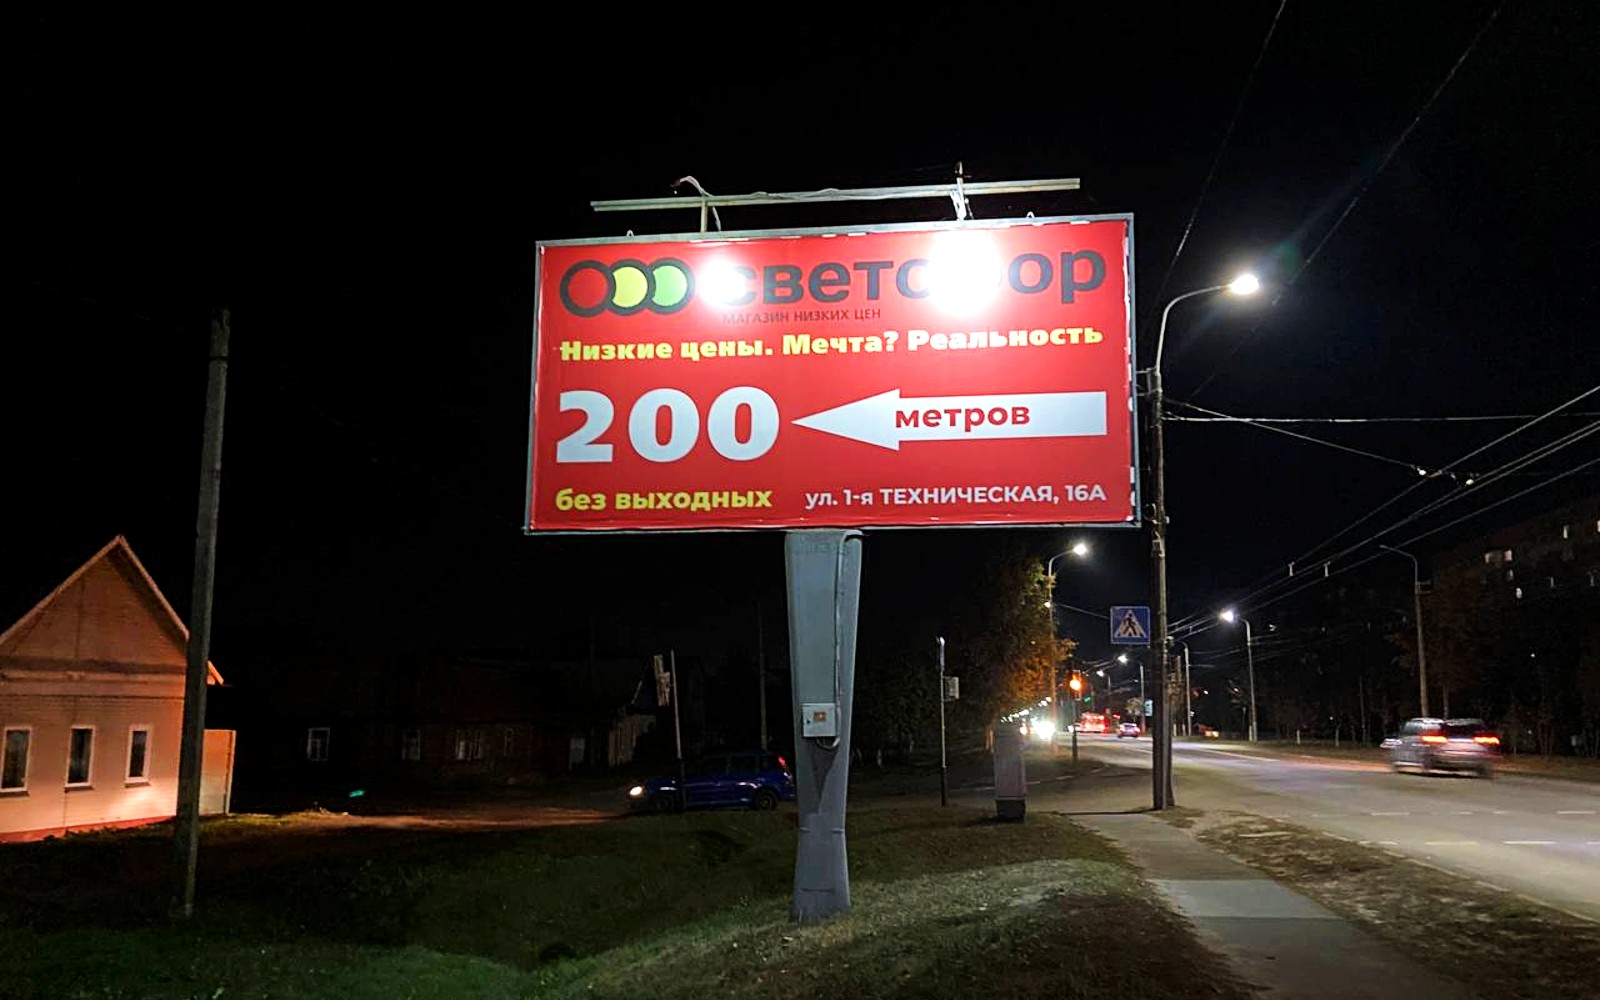 светофор
МАГАЗИН НИЗКИХ ЦЕН
Низкие цены. Мечта? Реальность
200 метров
без выходных ул. 1-я ТЕХНИЧЕСКАЯ, 16А